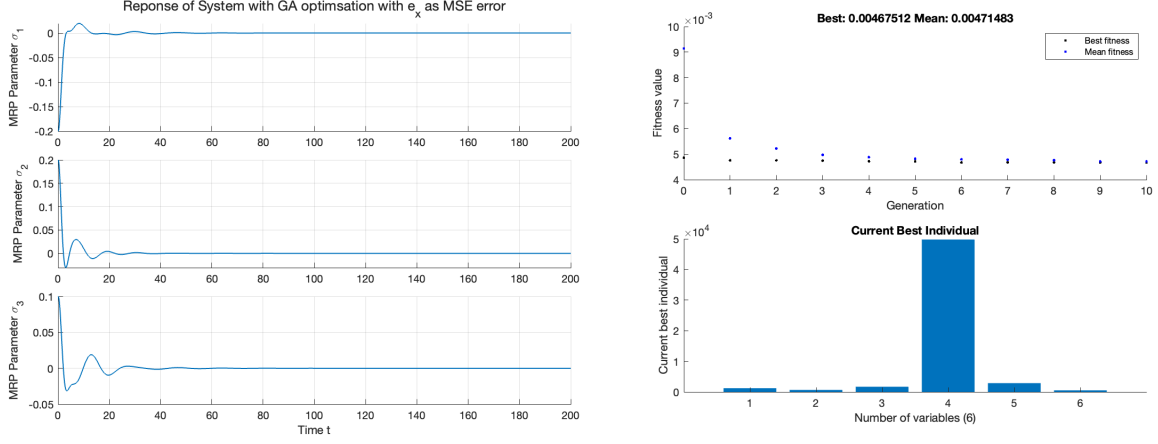 Reponse of System with GA optimsation with e_x as MSE error
MRP Parameter σ_1
0
-0.05
-0.1
-0.15
-0.2
0 20 40 60 80 100 120 140 160 180 200
MRP Parameter σ_2
0.2
0.15
0.1
0.05
0
0 20 40 60 80 100 120 140 160 180 200
MRP Parameter σ_3
0.1
0.05
0
-0.05
0 20 40 60 80 100 120 140 160 180 200
Time t
×10^-3
Best: 0.00467512 Mean: 0.00471483
Fitness value
10
9
8
7
6
5
4
Best fitness
Mean fitness
0 1 2 3 4 5 6 7 8 9 10
Generation
×10^4
Current Best Individual
Current best individual
5
4
3
2
1
0
1 2 3 4 5 6
Number of variables (6)